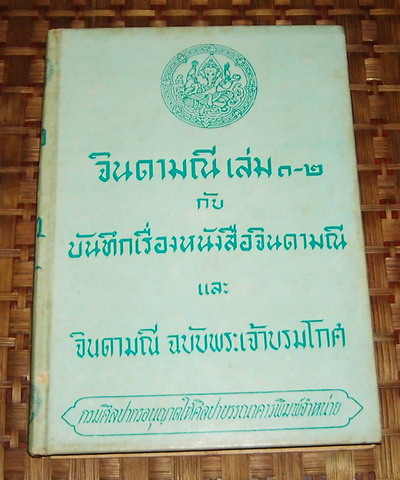 จินดามณี เล่ม ๑-๒
กับ
บันทึกเรื่องหนังสือจินดามณี
และ
จินดามณี ฉบับพระเจ้าบรมโกศ
กรมศิลปากรอนุญาตให้ศิลปาบรรณาคารพิมพ์จำหน่าย